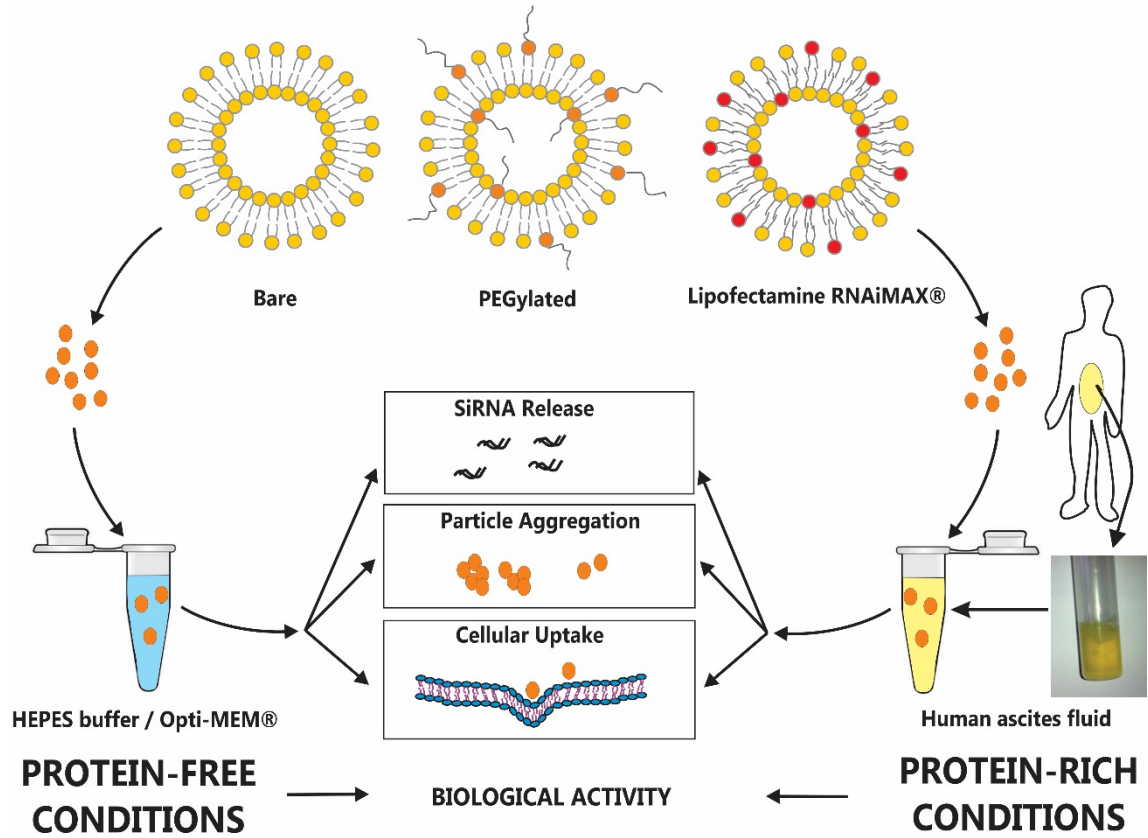 Bare
PEGylated
Lipofectamine RNAiMAX®
SiRNA Release
Particle Aggregation
Cellular Uptake
HEPES buffer / Opti-MEM®
Human ascites fluid
PROTEIN-FREE
CONDITIONS
BIOLOGICAL ACTIVITY
PROTEIN-RICH
CONDITIONS